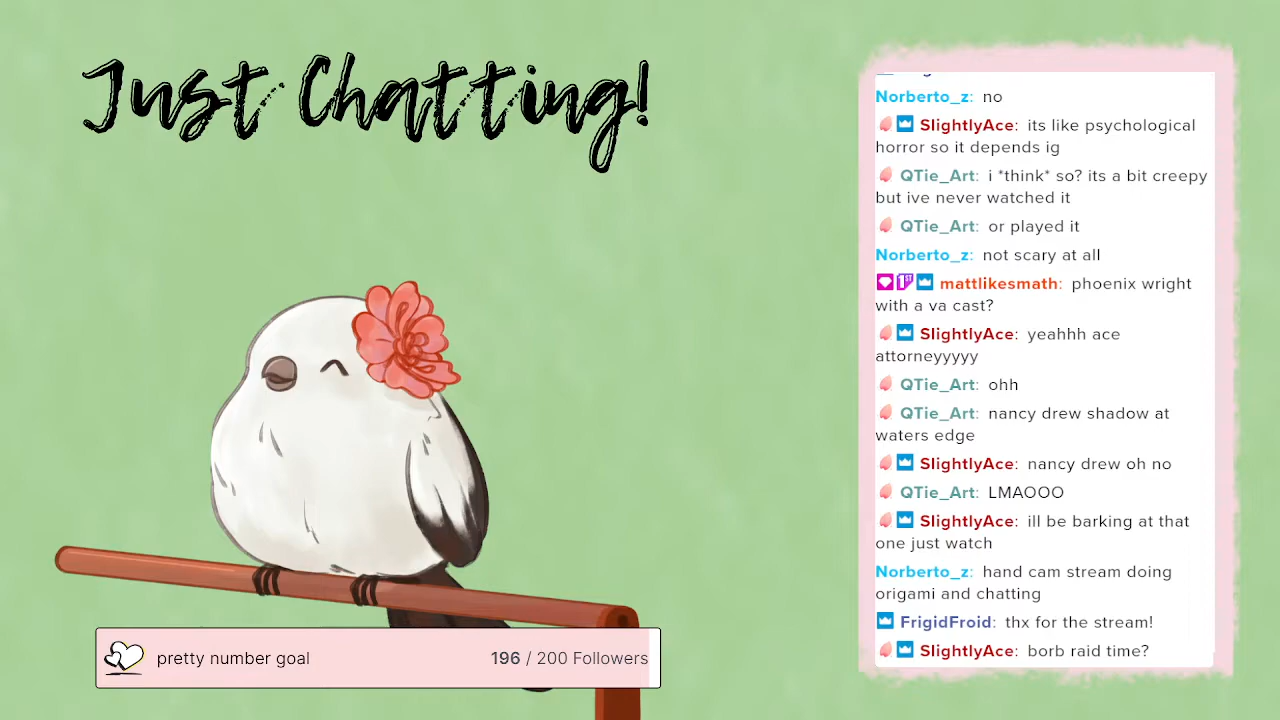 Just Chatting!
Norberto_z: no
SlightlyAce: its like psychological
horror so it depends ig
QTie_Art: i *think* so? its a bit creepy
but ive never watched it
QTie_Art: or played it
Norberto_z: not scary at all
mattlikesmath: phoenix wright
with a va cast?
SlightlyAce: yeahhh ace
attorneyyyyy
QTie_Art: ohh
QTie_Art: nancy drew shadow at
waters edge
SlightlyAce: nancy drew oh no
QTie_Art: LMAOOO
SlightlyAce: ill be barking at that
one just watch
Norberto_z: hand cam stream doing
origami and chatting
FrigidFroid: thx for the stream!
SlightlyAce: borb raid time?
pretty number goal 196 / 200 Followers